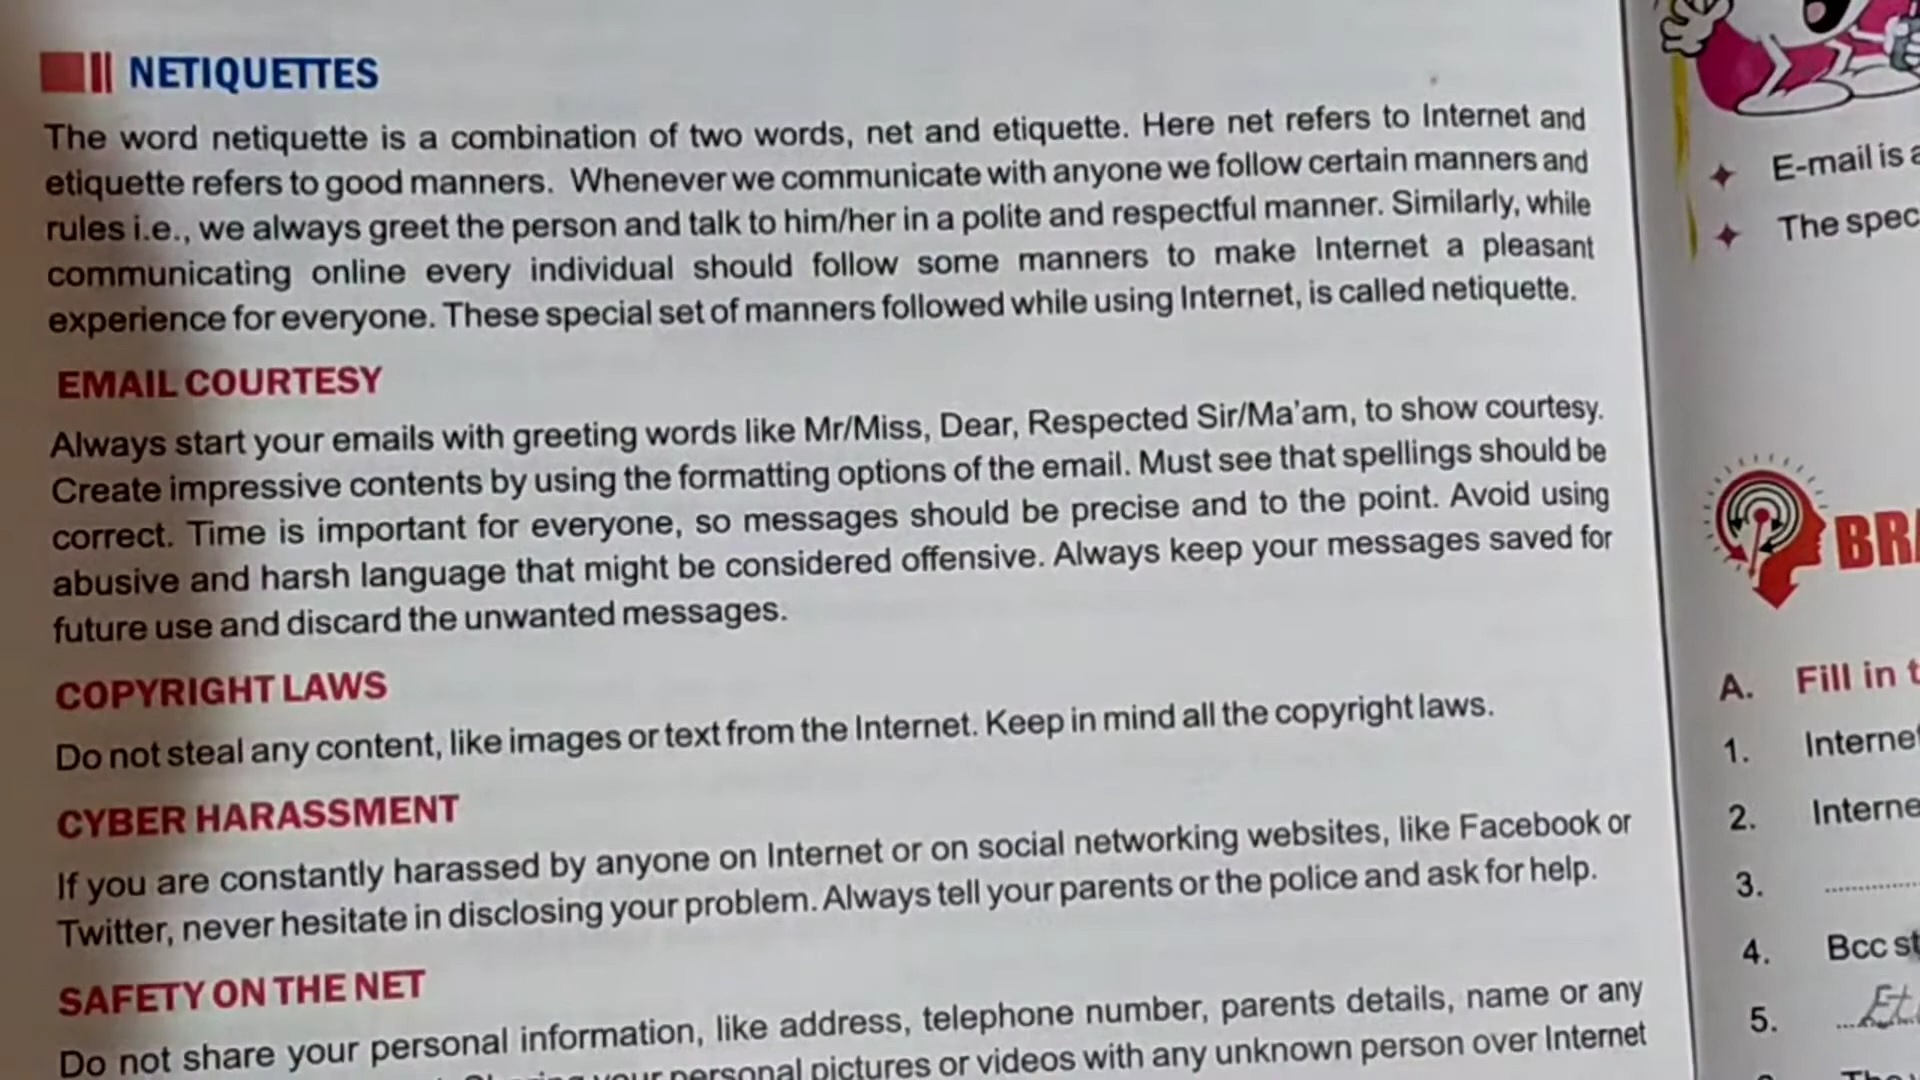 NETIQUETTES
The word netiquette is a combination of two words, net and etiquette. Here net refers to Internet and
etiquette refers to good manners. Whenever we communicate with anyone we follow certain manners and
rules i.e., we always greet the person and talk to him/her in a polite and respectful manner. Similarly, while
communicating online every individual should follow some manners to make Internet a pleasant
experience for everyone. These special set of manners followed while using Internet, is called netiquette.
EMAIL COURTESY
Always start your emails with greeting words like Mr/Miss, Dear, Respected Sir/Ma'am, to show courtesy.
Create impressive contents by using the formatting options of the email. Must see that spellings should be
correct. Time is important for everyone, so messages should be precise and to the point. Avoid using
abusive and harsh language that might be considered offensive. Always keep your messages saved for
future use and discard the unwanted messages.
COPYRIGHT LAWS
Do not steal any content, like images or text from the Internet. Keep in mind all the copyright laws.
CYBER HARASSMENT
If you are constantly harassed by anyone on Internet or on social networking websites, like Facebook or
Twitter, never hesitate in disclosing your problem. Always tell your parents or the police and ask for help.
SAFETY ON THE NET
Do not share your personal information, like address, telephone number, parents details, name or any
your personal pictures or videos with any unknown person over Internet
E-mail is
The
A. Fill in
1.
2.
3.
4. Bcc
5.